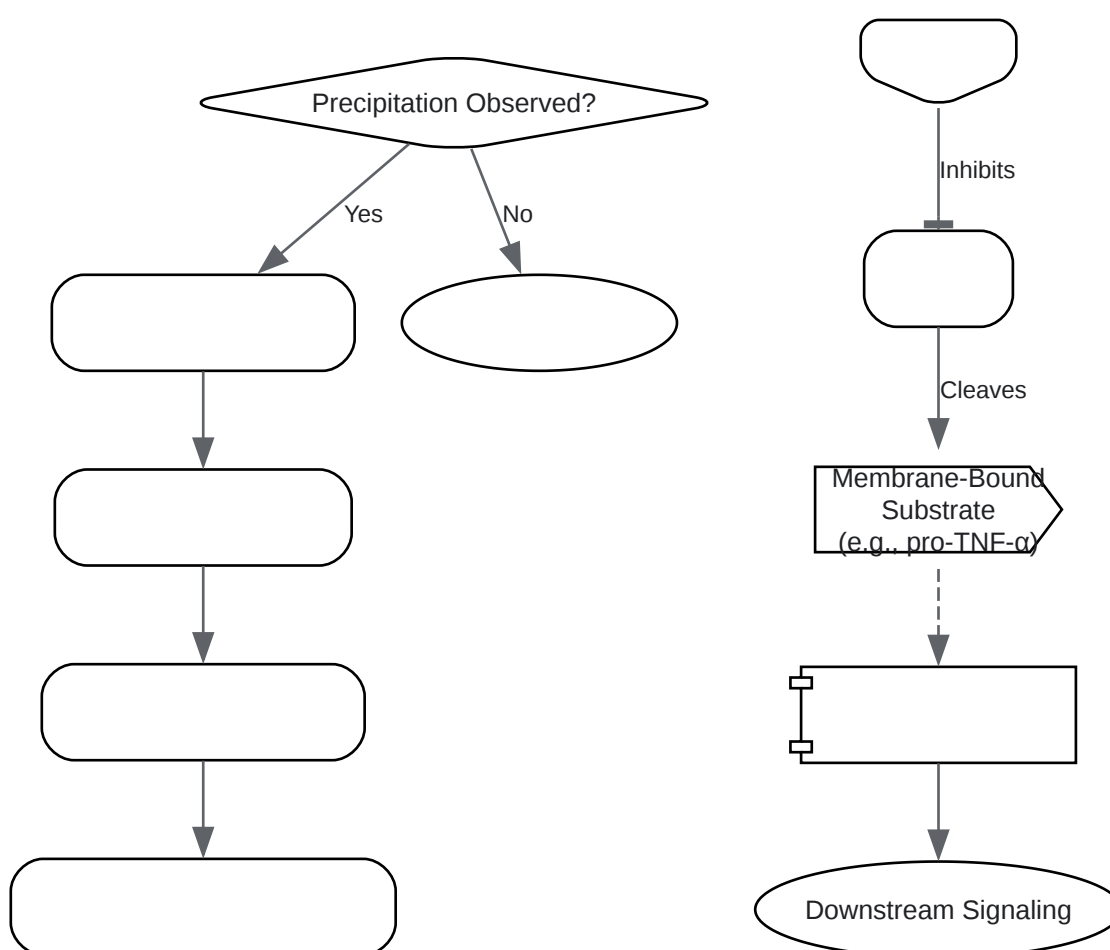 Precipitation Observed?
Yes
No
Inhibits
Cleaves
Membrane-Bound
Substrate
(e.g., pro-TNF-α)
Downstream Signaling